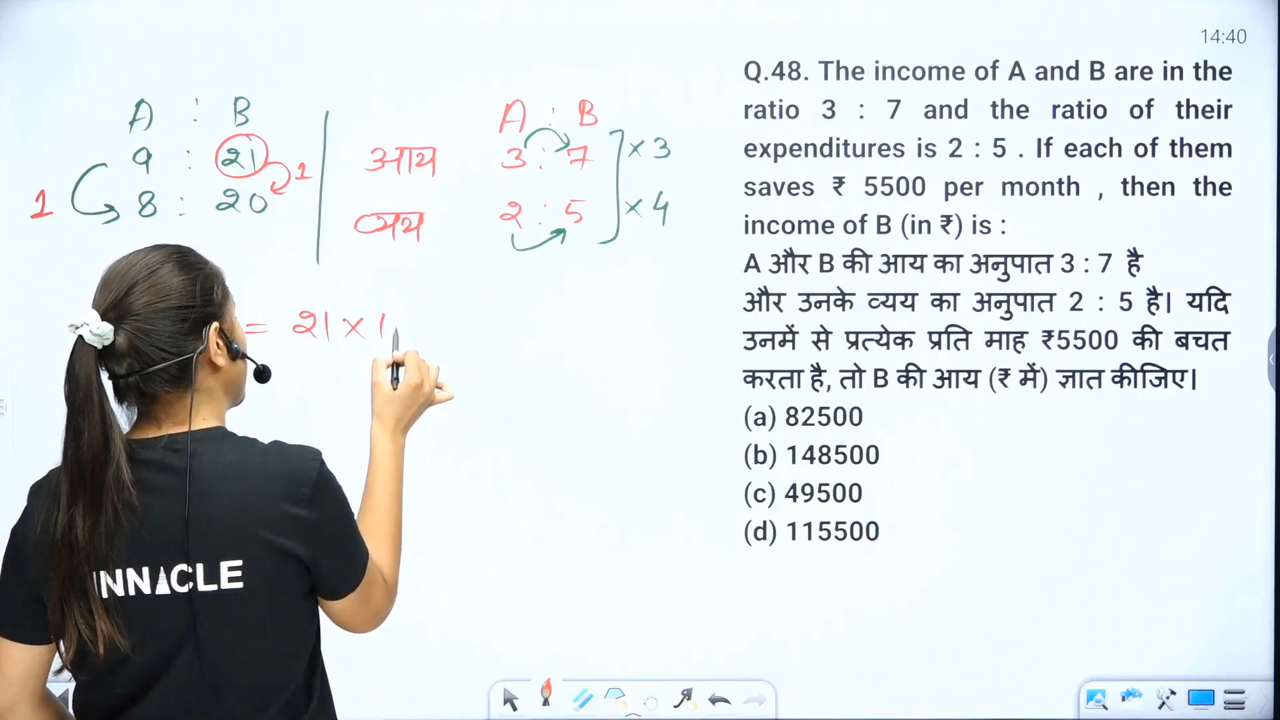 14:40
A : B
9 : 21
1
8 : 20
1
A : B
आय 3 : 7 ×3
व्यय 2 : 5 ×4
= 21 × 1
Q.48. The income of A and B are in the
ratio 3 : 7 and the ratio of their
expenditures is 2 : 5 . If each of them
saves ₹ 5500 per month , then the
income of B (in ₹) is :
A और B की आय का अनुपात 3 : 7 है
और उनके व्यय का अनुपात 2 : 5 है। यदि
उनमें से प्रत्येक प्रति माह ₹5500 की बचत
करता है, तो B की आय (₹ में) ज्ञात कीजिए।
(a) 82500
(b) 148500
(c) 49500
(d) 115500
INNACLE